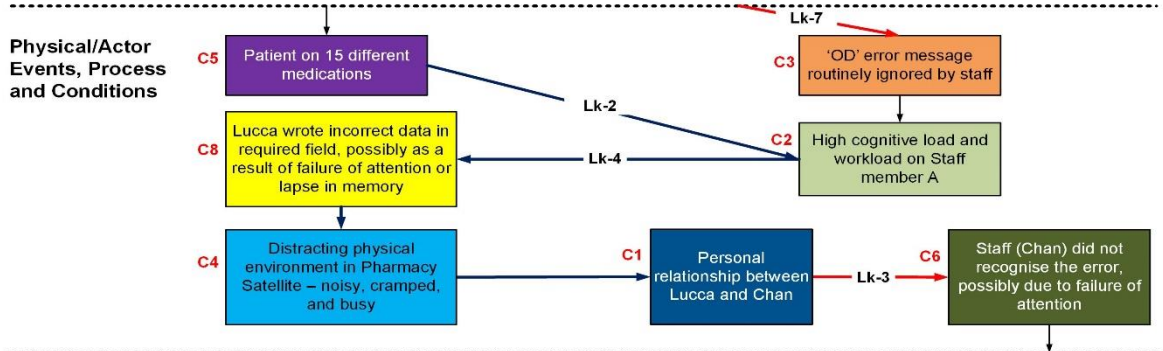 Lk-7
Physical/Actor
Events, Process
and Conditions
C5
Patient on 15 different
medications
C3
'OD' error message
routinely ignored by staff
Lk-2
C8
Lucca wrote incorrect data in
required field, possibly as a
result of failure of attention or
lapse in memory
Lk-4
C2
High cognitive load and
workload on Staff
member A
C4
Distracting physical
environment in Pharmacy
Satellite – noisy, cramped,
and busy
C1
Personal
relationship between
Lucca and Chan
Lk-3
C6
Staff (Chan) did not
recognise the error,
possibly due to failure of
attention